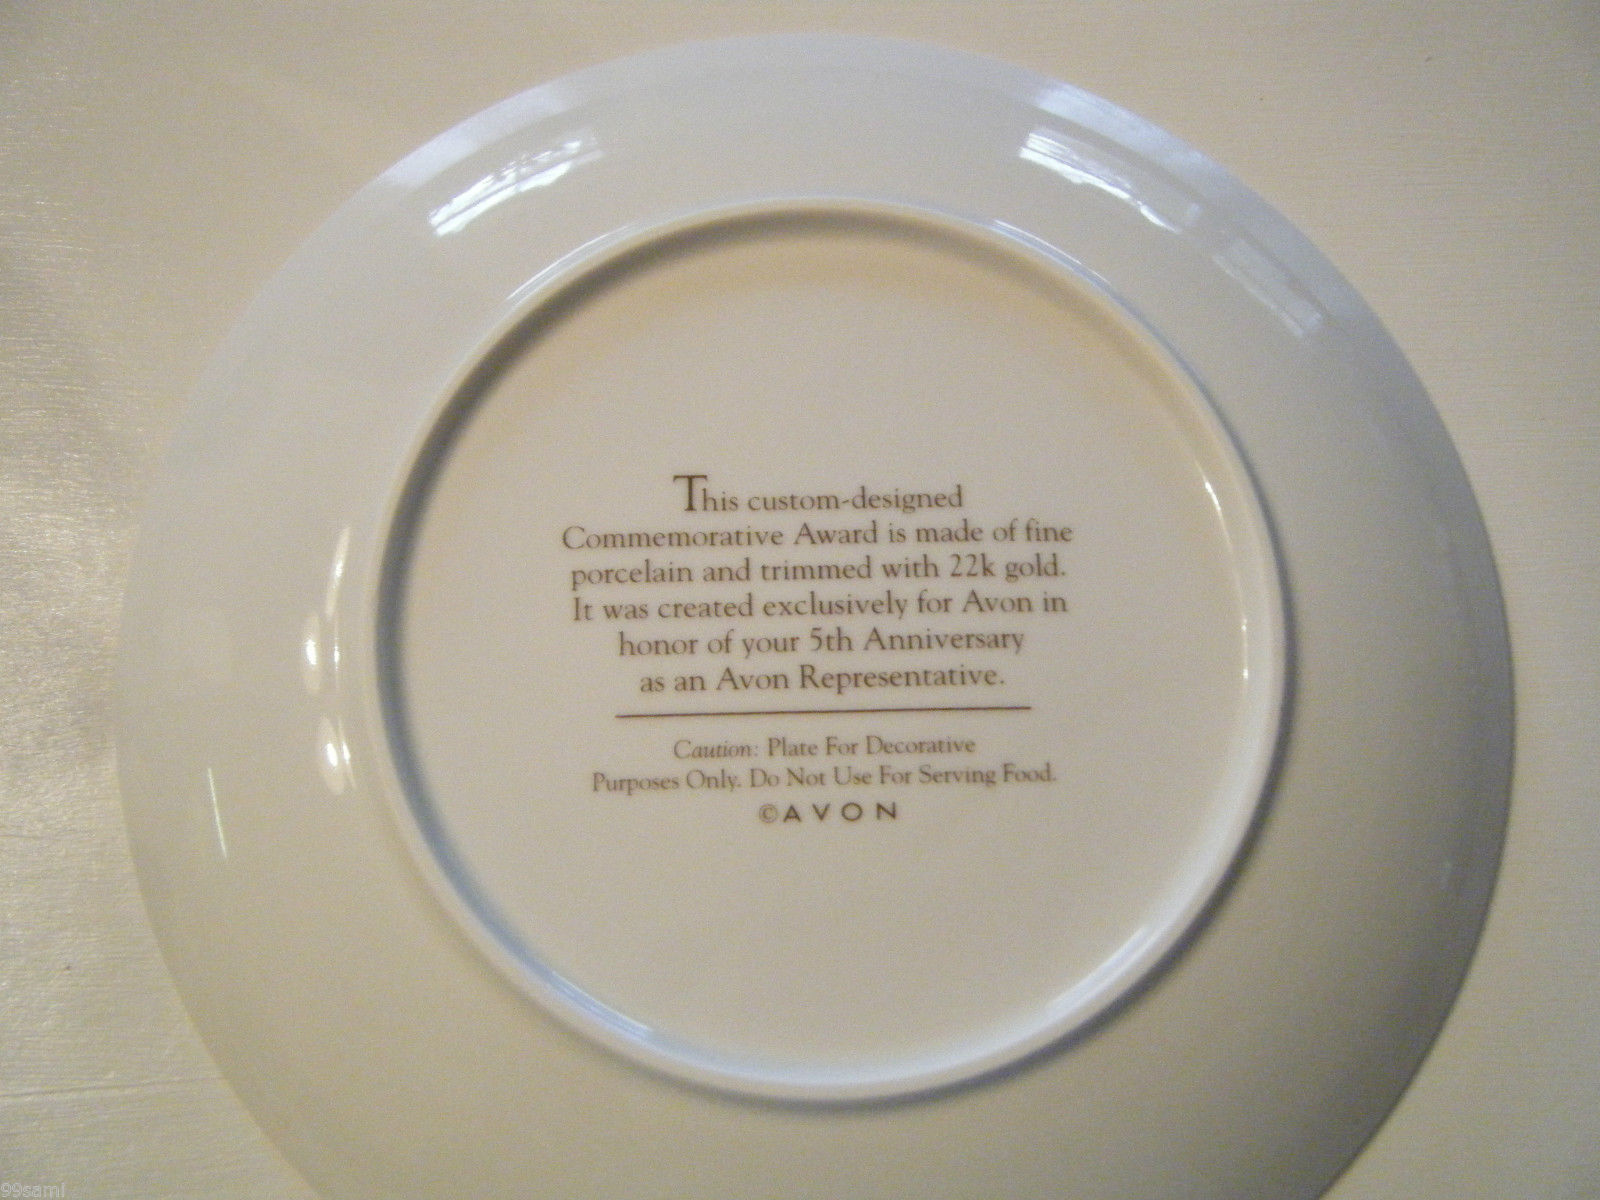 This custom-designed
Commemorative Award is made of fine
porcelain and trimmed with 22k gold.
It was created exclusively for Avon in
honor of your 5th Anniversary
as an Avon Representative.
Caution: Plate For Decorative
Purposes Only. Do Not Use For Serving Food.
©AVON
99sami